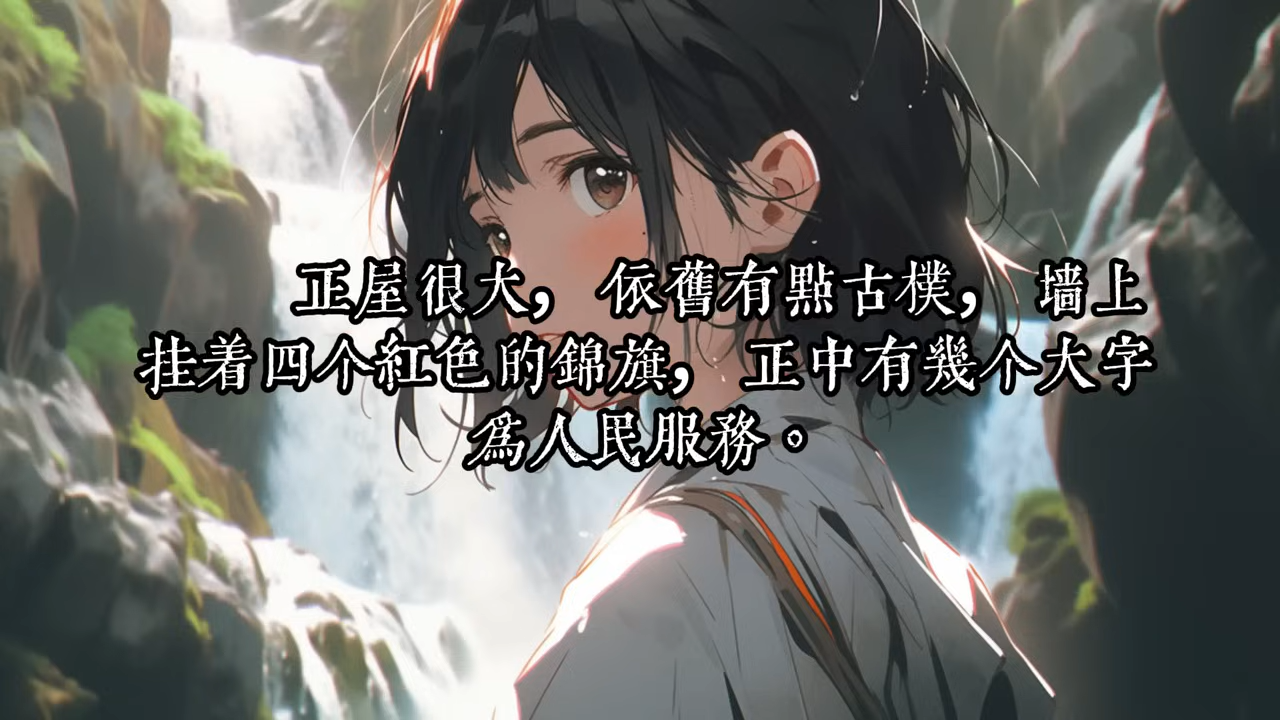 正屋很大，依舊有點古樸，墙上
挂着四个紅色的錦旗，正中有幾个大字
爲人民服務。